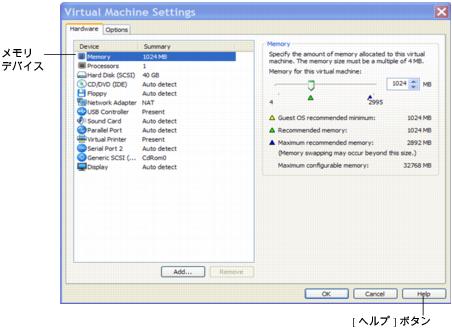 Virtual Machine Settings
Hardware
Options
メモリ
デバイス
Device Summary
Memory 1024 MB
Processors 1
Hard Disk (SCSI) 40 GB
CD/DVD (IDE) Auto detect
Floppy Auto detect
Network Adapter NAT
USB Controller Present
Sound Card Auto detect
Parallel Port Auto detect
Virtual Printer Present
Serial Port 2 Auto detect
Generic SCSI (... CdRom0
Display Auto detect
Add...
Remove
Memory
Specify the amount of memory allocated to this virtual
machine. The memory size must be a multiple of 4 MB.
Memory for this virtual machine:
1024 MB
4 2995
Guest OS recommended minimum: 1024 MB
Recommended memory: 1024 MB
Maximum recommended memory: 2892 MB
(Memory swapping may occur beyond this size.)
Maximum configurable memory: 32768 MB
OK
Cancel
Help
[ ヘルプ ] ボタン